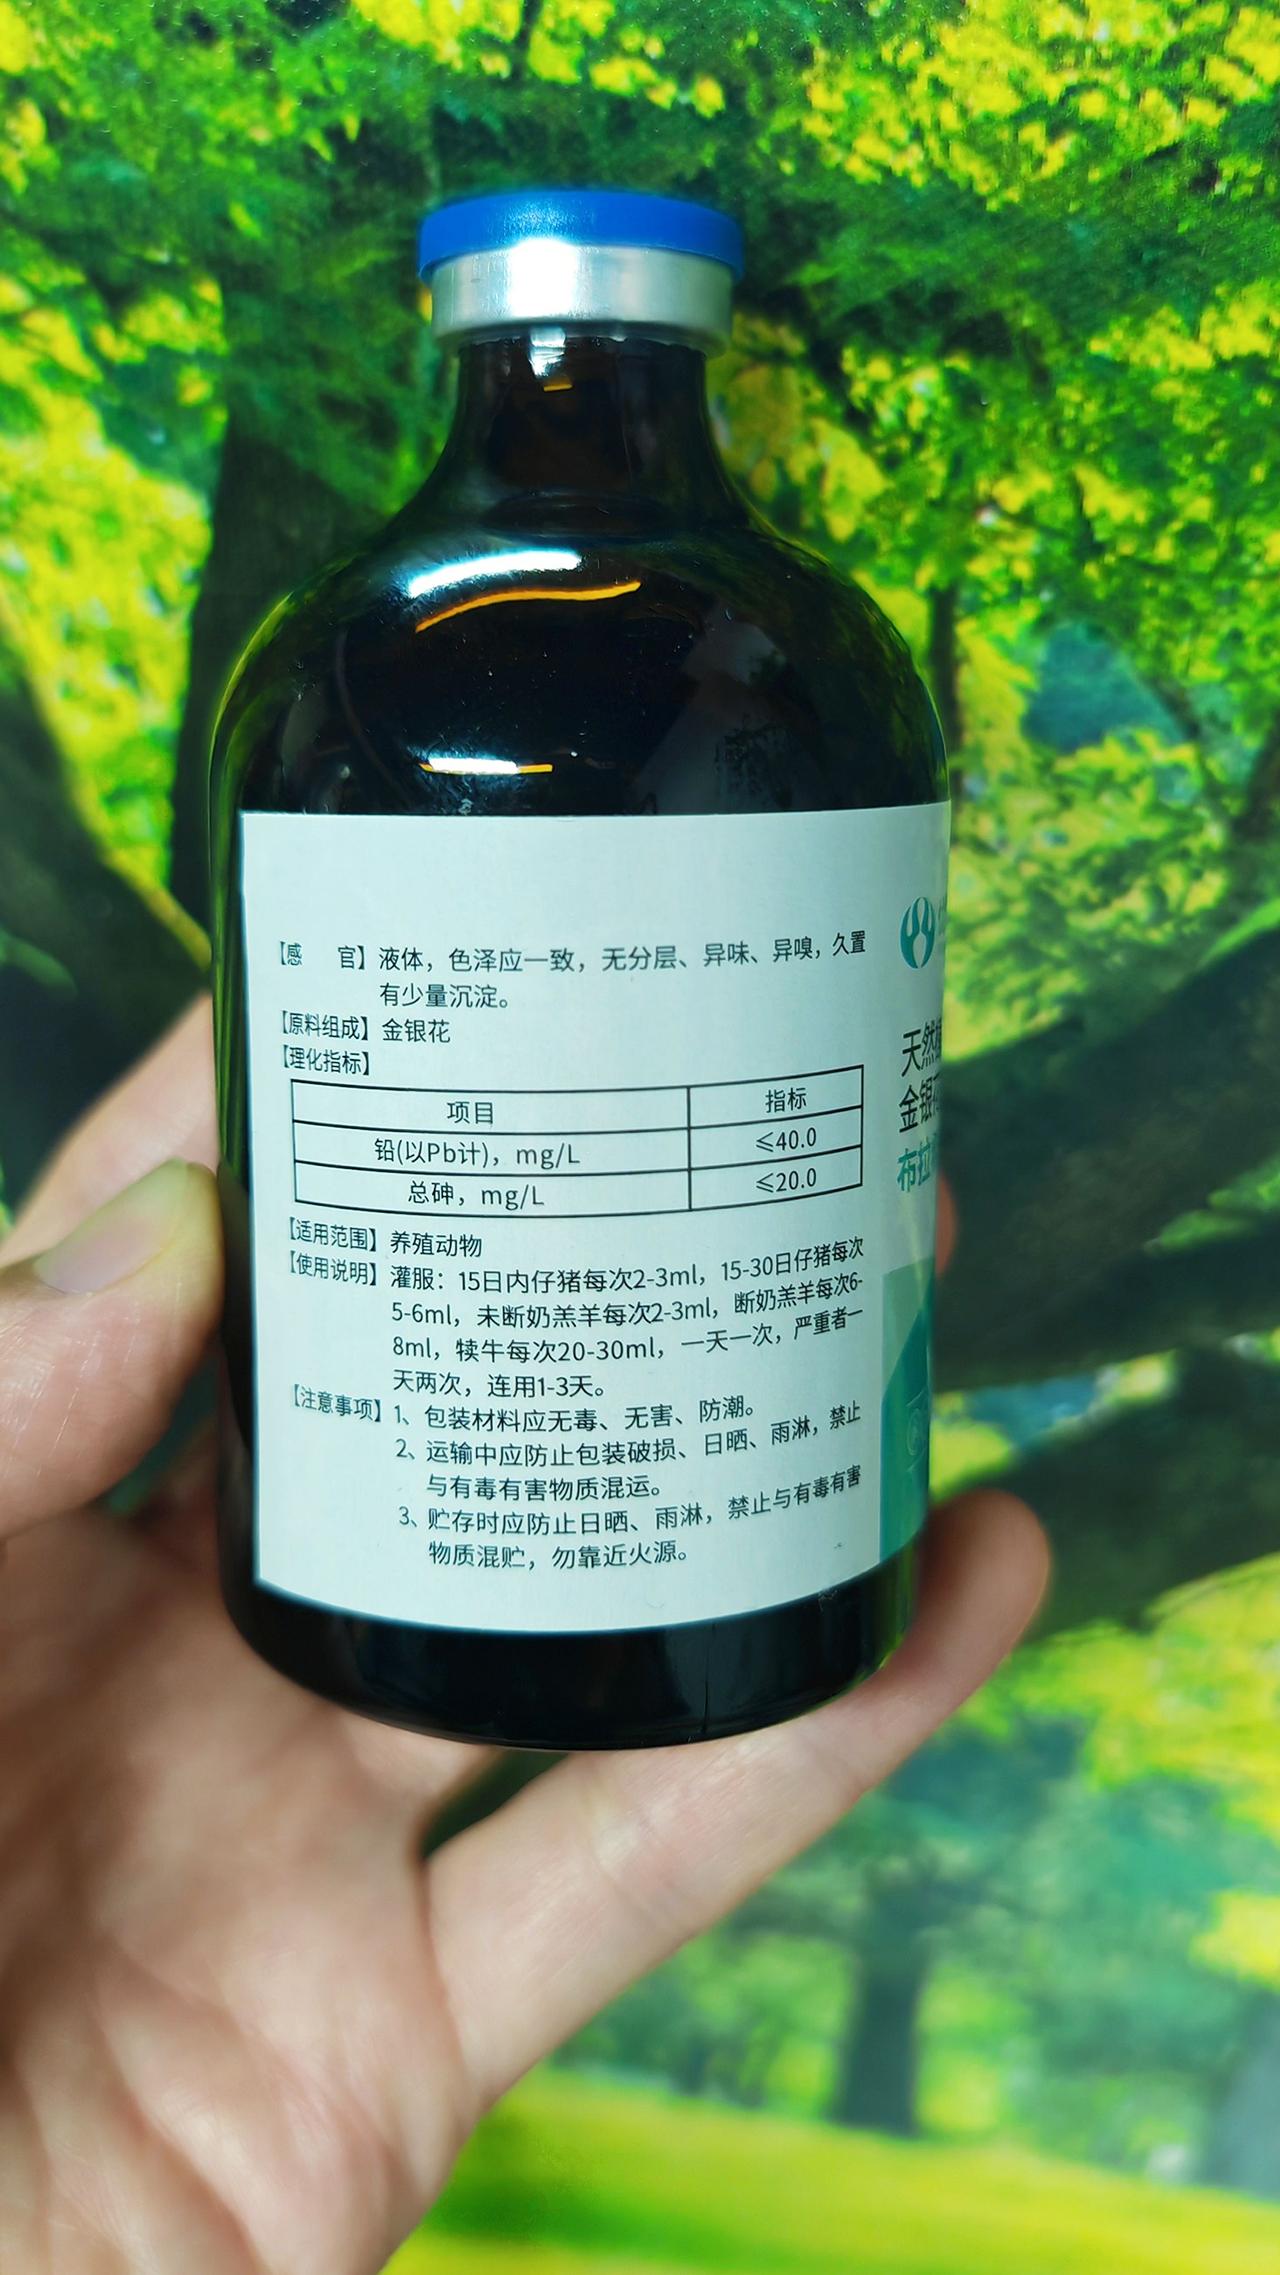 【感 官】液体，色泽应一致，无分层、异味、异嗅，久置
有少量沉淀。
【原料组成】金银花
【理化指标】
项目 指标
铅(以Pb计)，mg/L ≤40.0
总砷，mg/L ≤20.0
【适用范围】养殖动物
【使用说明】灌服：15日内仔猪每次2-3ml，15-30日仔猪每次
5-6ml，未断奶羔羊每次2-3ml，断奶羔羊每次6-
8ml，犊牛每次20-30ml，一天一次，严重者一
天两次，连用1-3天。
【注意事项】1、包装材料应无毒、无害、防潮。
2、运输中应防止包装破损、日晒、雨淋，禁止
与有毒有害物质混运。
3、贮存时应防止日晒、雨淋，禁止与有毒有害
物质混贮，勿靠近火源。
天然
金银
布拉